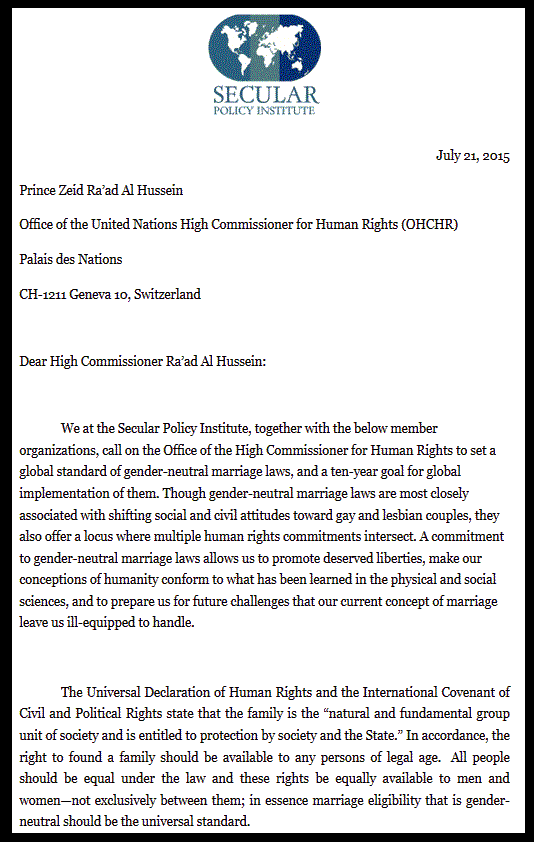 SECULAR
POLICY INSTITUTE
July 21, 2015
Prince Zeid Ra’ad Al Hussein
Office of the United Nations High Commissioner for Human Rights (OHCHR)
Palais des Nations
CH-1211 Geneva 10, Switzerland
Dear High Commissioner Ra’ad Al Hussein:
We at the Secular Policy Institute, together with the below member
organizations, call on the Office of the High Commissioner for Human Rights to set a
global standard of gender-neutral marriage laws, and a ten-year goal for global
implementation of them. Though gender-neutral marriage laws are most closely
associated with shifting social and civil attitudes toward gay and lesbian couples, they
also offer a locus where multiple human rights commitments intersect. A commitment
to gender-neutral marriage laws allows us to promote deserved liberties, make our
conceptions of humanity conform to what has been learned in the physical and social
sciences, and to prepare us for future challenges that our current concept of marriage
leave us ill-equipped to handle.
The Universal Declaration of Human Rights and the International Covenant of
Civil and Political Rights state that the family is the “natural and fundamental group
unit of society and is entitled to protection by society and the State.” In accordance, the
right to found a family should be available to any persons of legal age.  All people
should be equal under the law and these rights be equally available to men and
women—not exclusively between them; in essence marriage eligibility that is gender-
neutral should be the universal standard.